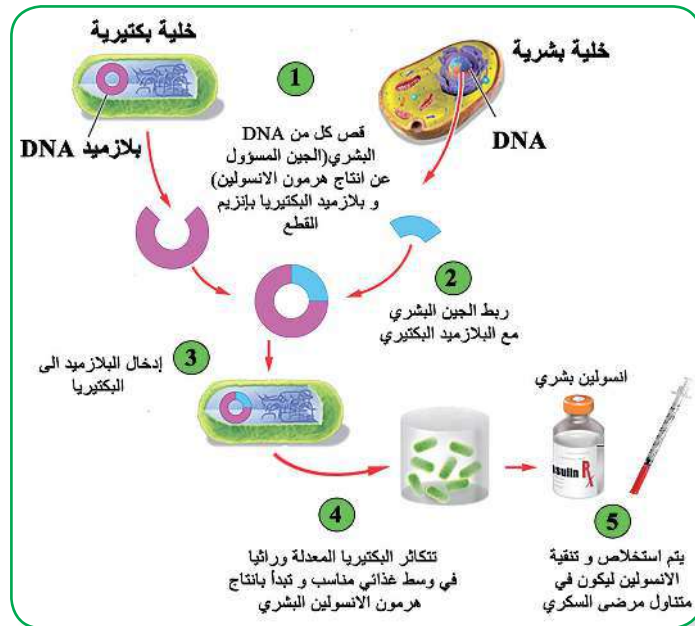 خلية بكتيرية
خلية بشرية
DNA بلازميد
DNA
1
قص كل من DNA
البشري(الجين المسؤول
عن انتاج هرمون الانسولين)
و بلازميد البكتيريا بإنزيم
القطع
2
ربط الجين البشري
مع البلازميد البكتيري
3
إدخال البلازميد الى
البكتيريا
4
تتكاثر البكتيريا المعدلة وراثيا
في وسط غذائي مناسب و تبدأ بانتاج
هرمون الانسولين البشري
انسولين بشري
sulin Rx
5
يتم استخلاص و تنقية
الانسولين ليكون في
متناول مرضى السكري